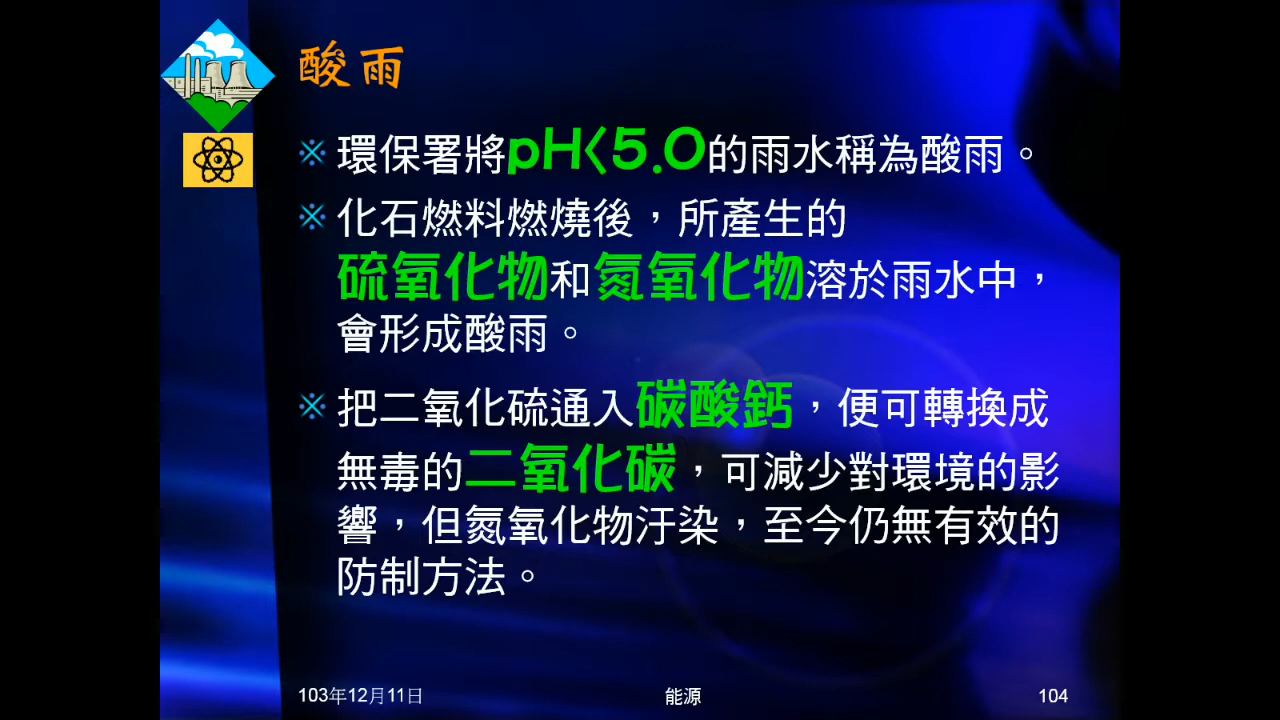 酸雨
※環保署將pH<5.0的雨水稱為酸雨。
※化石燃料燃燒後，所產生的
硫氧化物和氮氧化物溶於雨水中，
會形成酸雨。
※把二氧化硫通入碳酸鈣，便可轉換成
無毒的二氧化碳，可減少對環境的影
響，但氮氧化物汙染，至今仍無有效的
防制方法。
103年12月11日
能源
104